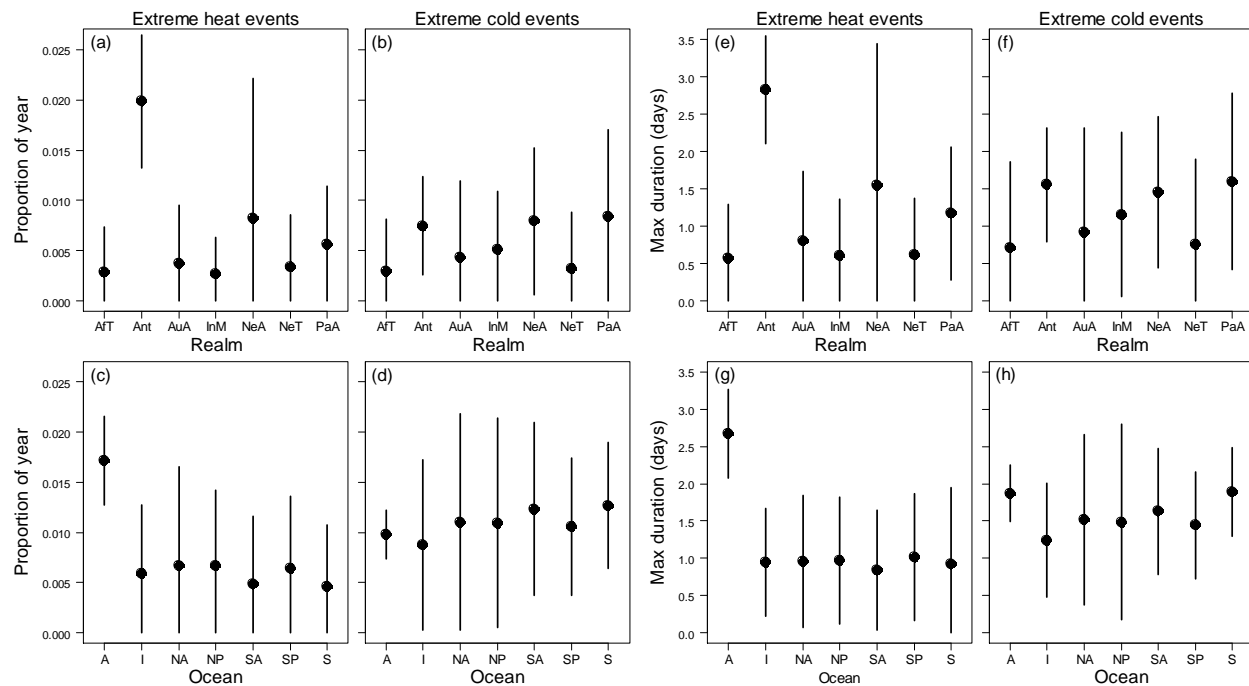 Extreme heat events
Extreme cold events
Extreme heat events
Extreme cold events
(a)
(b)
(e)
(f)
Proportion of year
0.025
0.020
0.015
0.010
0.005
0.000
Max duration (days)
3.5
3.0
2.5
2.0
1.5
1.0
0.5
0.0
AfT Ant AuA InM NeA NeT PaA
AfT Ant AuA InM NeA NeT PaA
AfT Ant AuA InM NeA NeT PaA
AfT Ant AuA InM NeA NeT PaA
Realm
Realm
Realm
Realm
(c)
(d)
(g)
(h)
Proportion of year
0.025
0.020
0.015
0.010
0.005
0.000
Max duration (days)
3.5
3.0
2.5
2.0
1.5
1.0
0.5
0.0
A I NA NP SA SP S
A I NA NP SA SP S
A I NA NP SA SP S
A I NA NP SA SP S
Ocean
Ocean
Ocean
Ocean